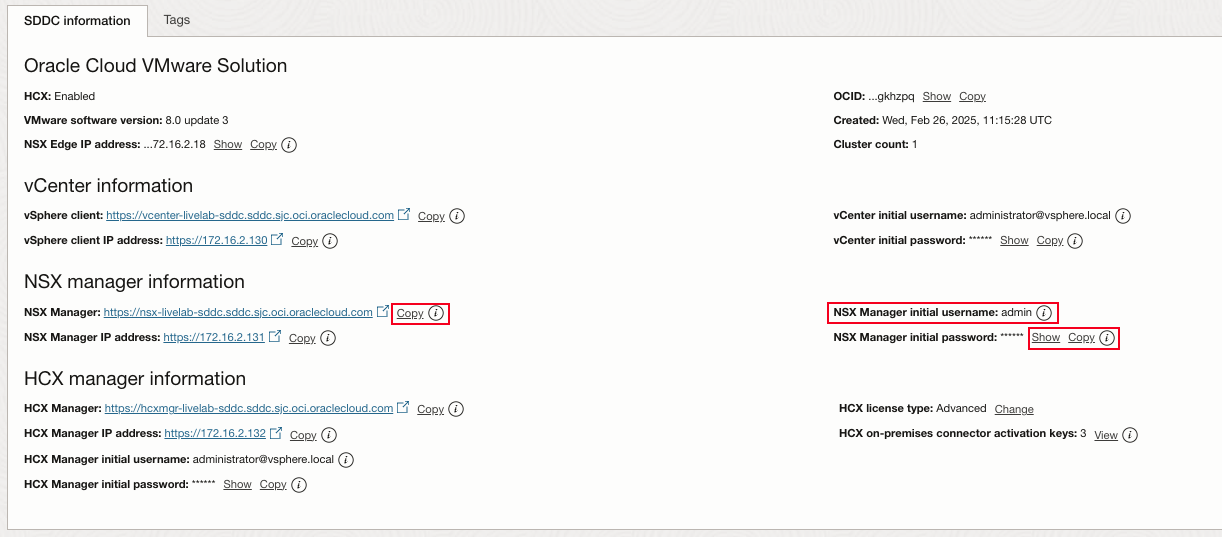 SDDC information
Tags
Oracle Cloud VMware Solution
HCX: Enabled
OCID: ...gkhzpq Show Copy
VMware software version: 8.0 update 3
Created: Wed, Feb 26, 2025, 11:15:28 UTC
NSX Edge IP address: ...72.16.2.18 Show Copy i
Cluster count: 1
vCenter information
vSphere client: https://vcenter-livelab-sddc.sddc.sjc.oci.oraclecloud.com Copy i
vCenter initial username: administrator@vsphere.local i
vSphere client IP address: https://172.16.2.130 Copy i
vCenter initial password: ****** Show Copy i
NSX manager information
NSX Manager: https://nsx-livelab-sddc.sddc.sjc.oci.oraclecloud.com Copy i
NSX Manager initial username: admin i
NSX Manager IP address: https://172.16.2.131 Copy i
NSX Manager initial password: ****** Show Copy i
HCX manager information
HCX Manager: https://hcxmgr-livelab-sddc.sddc.sjc.oci.oraclecloud.com Copy i
HCX license type: Advanced Change
HCX Manager IP address: https://172.16.2.132 Copy i
HCX on-premises connector activation keys: 3 View i
HCX Manager initial username: administrator@vsphere.local i
HCX Manager initial password: ****** Show Copy i